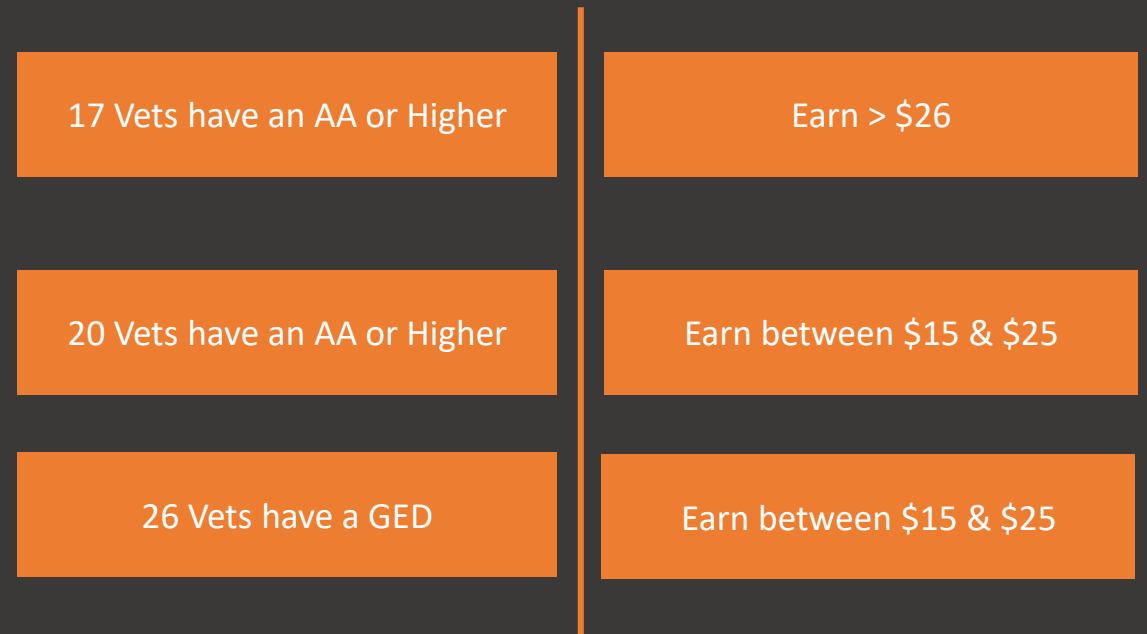 17 Vets have an AA or Higher
Earn > $26
20 Vets have an AA or Higher
Earn between $15 & $25
26 Vets have a GED
Earn between $15 & $25